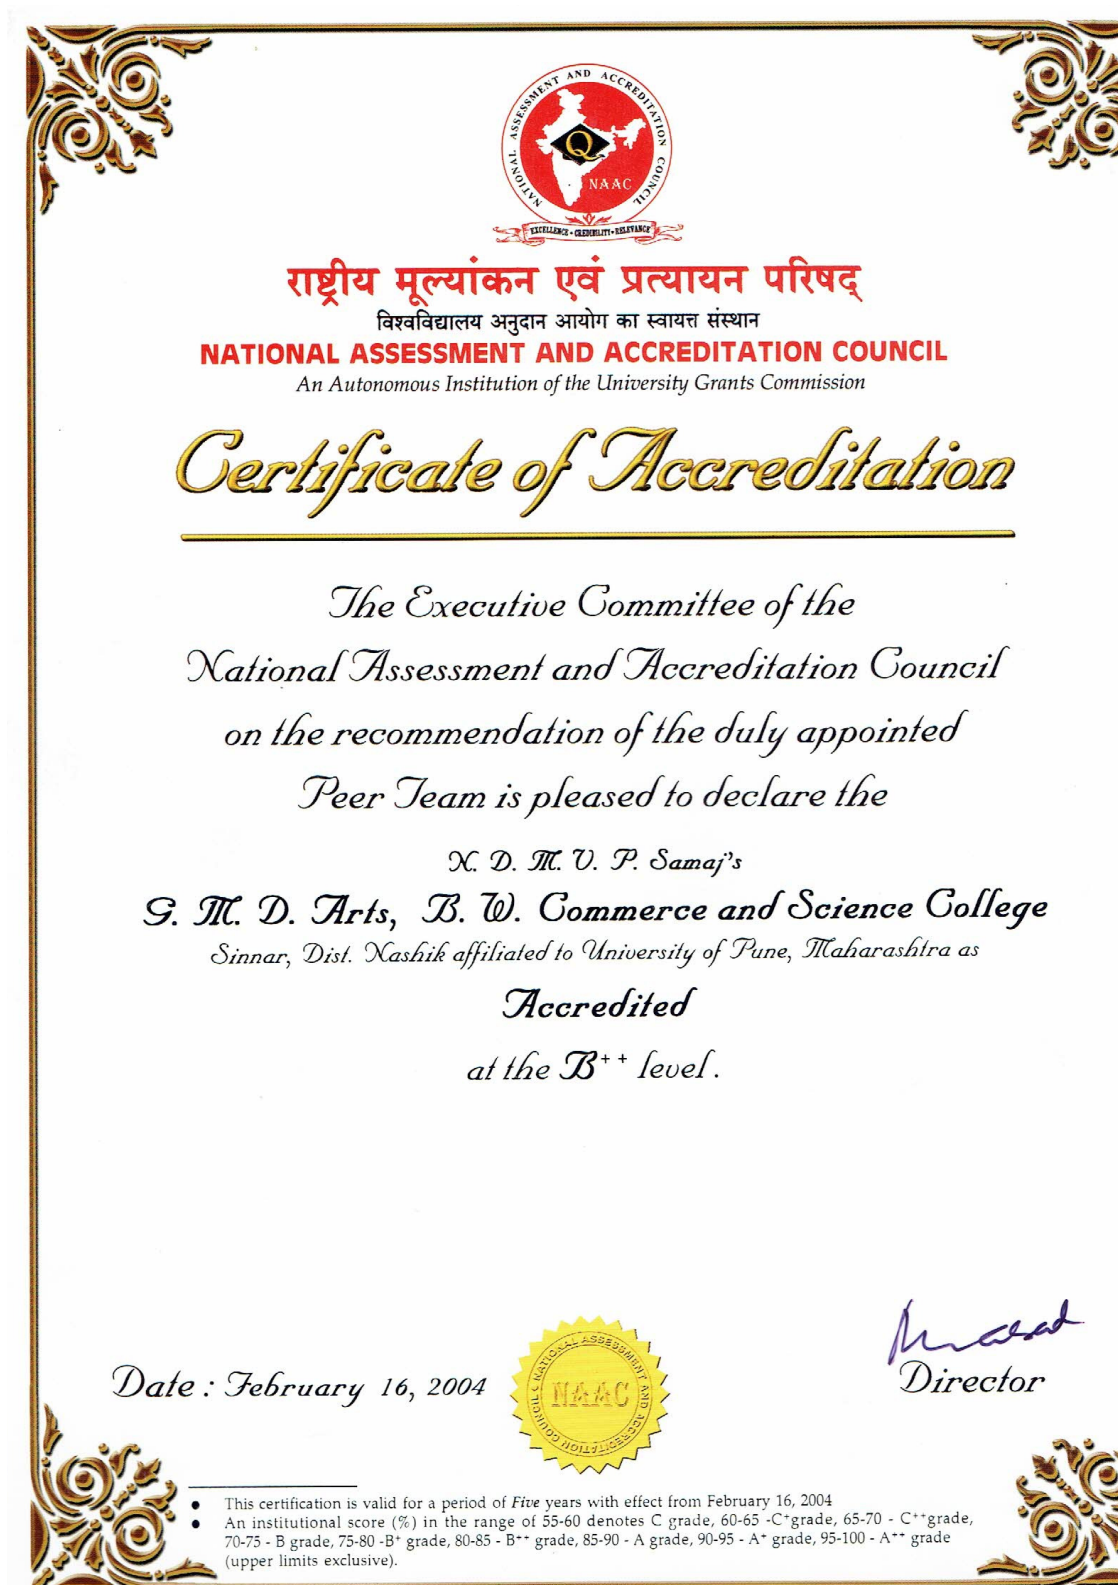 NATIONAL ASSESSMENT AND ACCREDITATION COUNCIL
Q
NAAC
EXCELLENCE • CREDIBILITY • RELEVANCE
राष्ट्रीय मूल्यांकन एवं प्रत्यायन परिषद्
विश्वविद्यालय अनुदान आयोग का स्वायत्त संस्थान
NATIONAL ASSESSMENT AND ACCREDITATION COUNCIL
An Autonomous Institution of the University Grants Commission
Certificate of Accreditation
The Executive Committee of the
National Assessment and Accreditation Council
on the recommendation of the duly appointed
Peer Team is pleased to declare the
N. D. M. V. P. Samaj's
G. M. D. Arts, B. W. Commerce and Science College
Sinnar, Dist. Nashik affiliated to University of Pune, Maharashtra as
Accredited
at the B⁺⁺ level.
Date : February 16, 2004
NATIONAL ASSESSMENT AND ACCREDITATION COUNCIL
NAAC
Director
• This certification is valid for a period of Five years with effect from February 16, 2004
• An institutional score (%) in the range of 55-60 denotes C grade, 60-65 -C⁺grade, 65-70 - C⁺⁺grade,
70-75 - B grade, 75-80 -B⁺ grade, 80-85 - B⁺⁺ grade, 85-90 - A grade, 90-95 - A⁺ grade, 95-100 - A⁺⁺ grade
(upper limits exclusive).